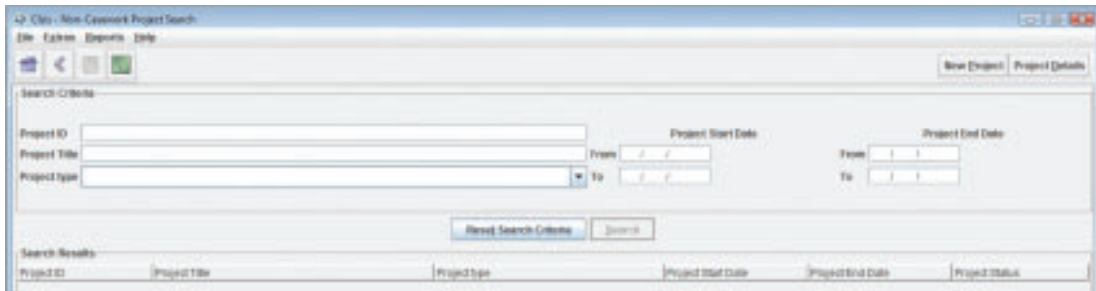 Clio - Non-Casework Project Search
File Extras Reports Help
New Project Project Details
Search Criteria
Project ID Project Start Date Project End Date
Project Title From / / From / /
Project type To / / To / /
Reset Search Criteria Search
Search Results
Project ID Project Title Project type Project Start Date Project End Date Project Status